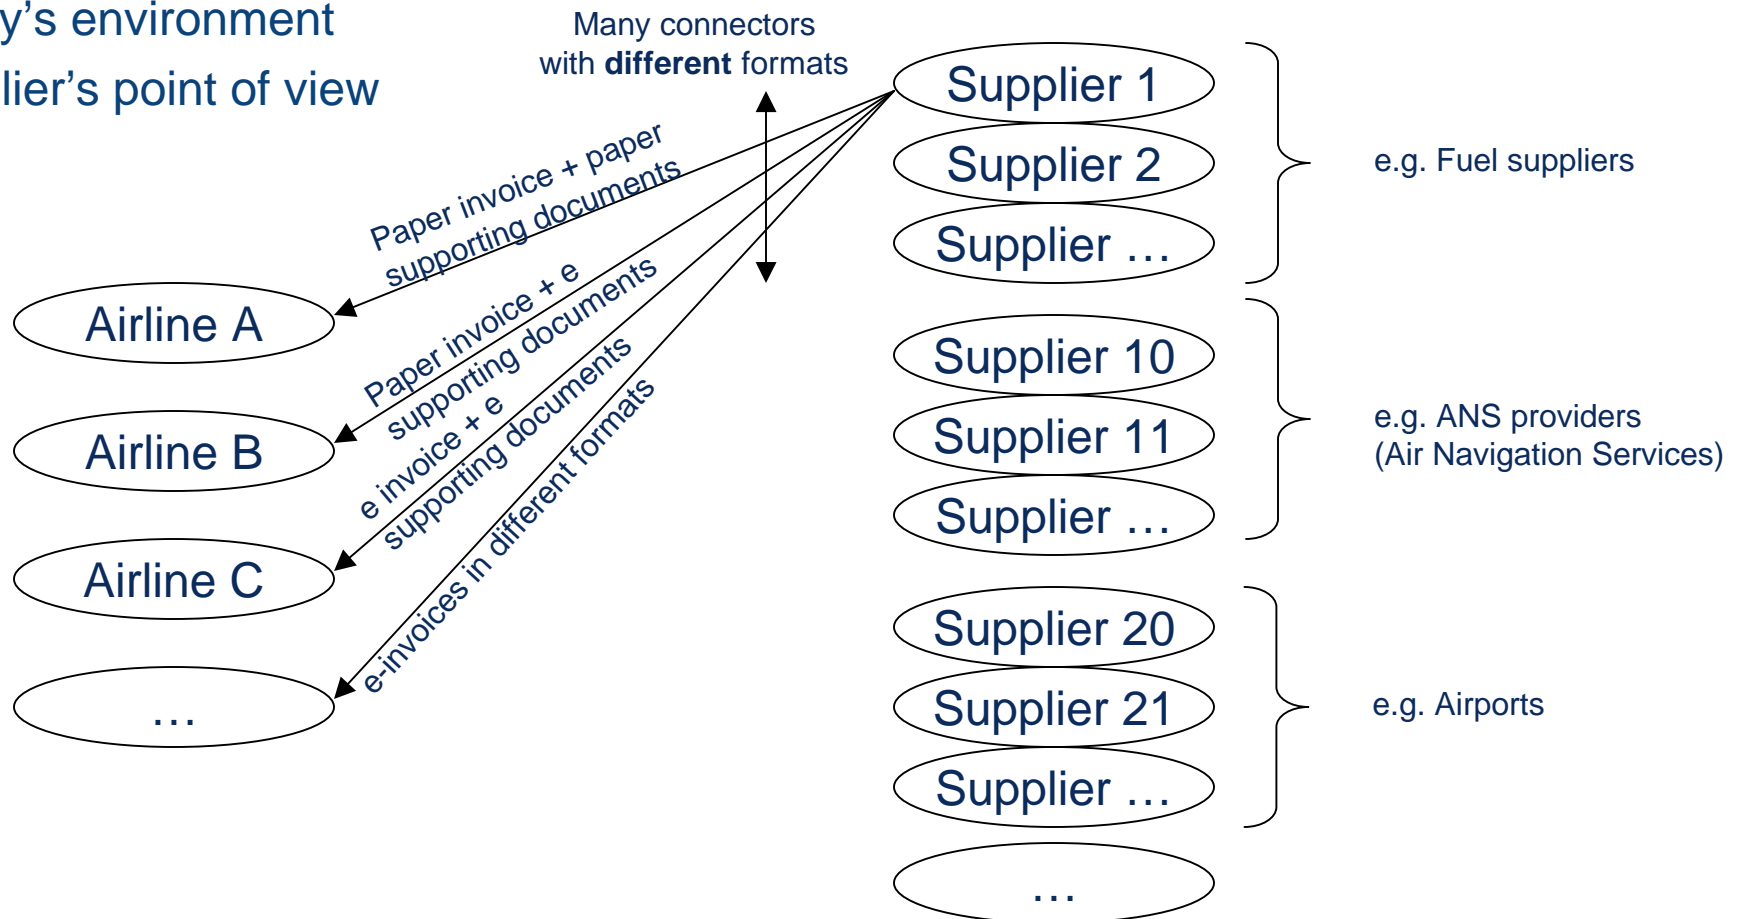 y's environment
lier's point of view
Many connectors
with different formats
Paper invoice + paper
supporting documents
Paper invoice + e
supporting documents
e invoice + e
supporting documents
e-invoices in different formats
Airline A
Airline B
Airline C
…
Supplier 1
Supplier 2
Supplier …
e.g. Fuel suppliers
Supplier 10
Supplier 11
Supplier …
e.g. ANS providers
(Air Navigation Services)
Supplier 20
Supplier 21
Supplier …
e.g. Airports
…